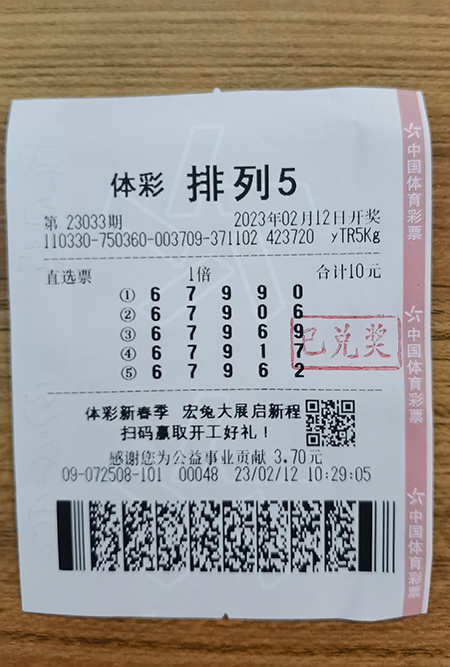 体彩 排列5
第 23033期 2023年02月12日开奖
110330-750360-003709-371102 423720 yTR5Kg
直选票 1倍 合计10元
① 6 7 9 9 0
② 6 7 9 0 6
③ 6 7 9 6 9
④ 6 7 9 1 7
⑤ 6 7 9 6 2
已兑奖
体彩新春季 宏兔大展启新程
扫码赢取开工好礼！
感谢您为公益事业贡献 3.70元
09-072508-101 00048 23/02/12 10:29:05
中国体育彩票
中国体育彩票
中国体育彩票